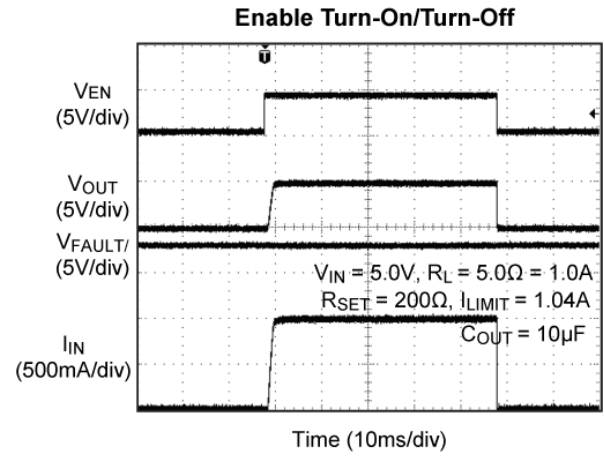 Enable Turn-On/Turn-Off
T
VEN
(5V/div)
VOUT
(5V/div)
VFAULT/
(5V/div)
VIN = 5.0V, RL = 5.0Ω = 1.0A
RSET = 200Ω, ILIMIT = 1.04A
COUT = 10µF
IIN
(500mA/div)
Time (10ms/div)